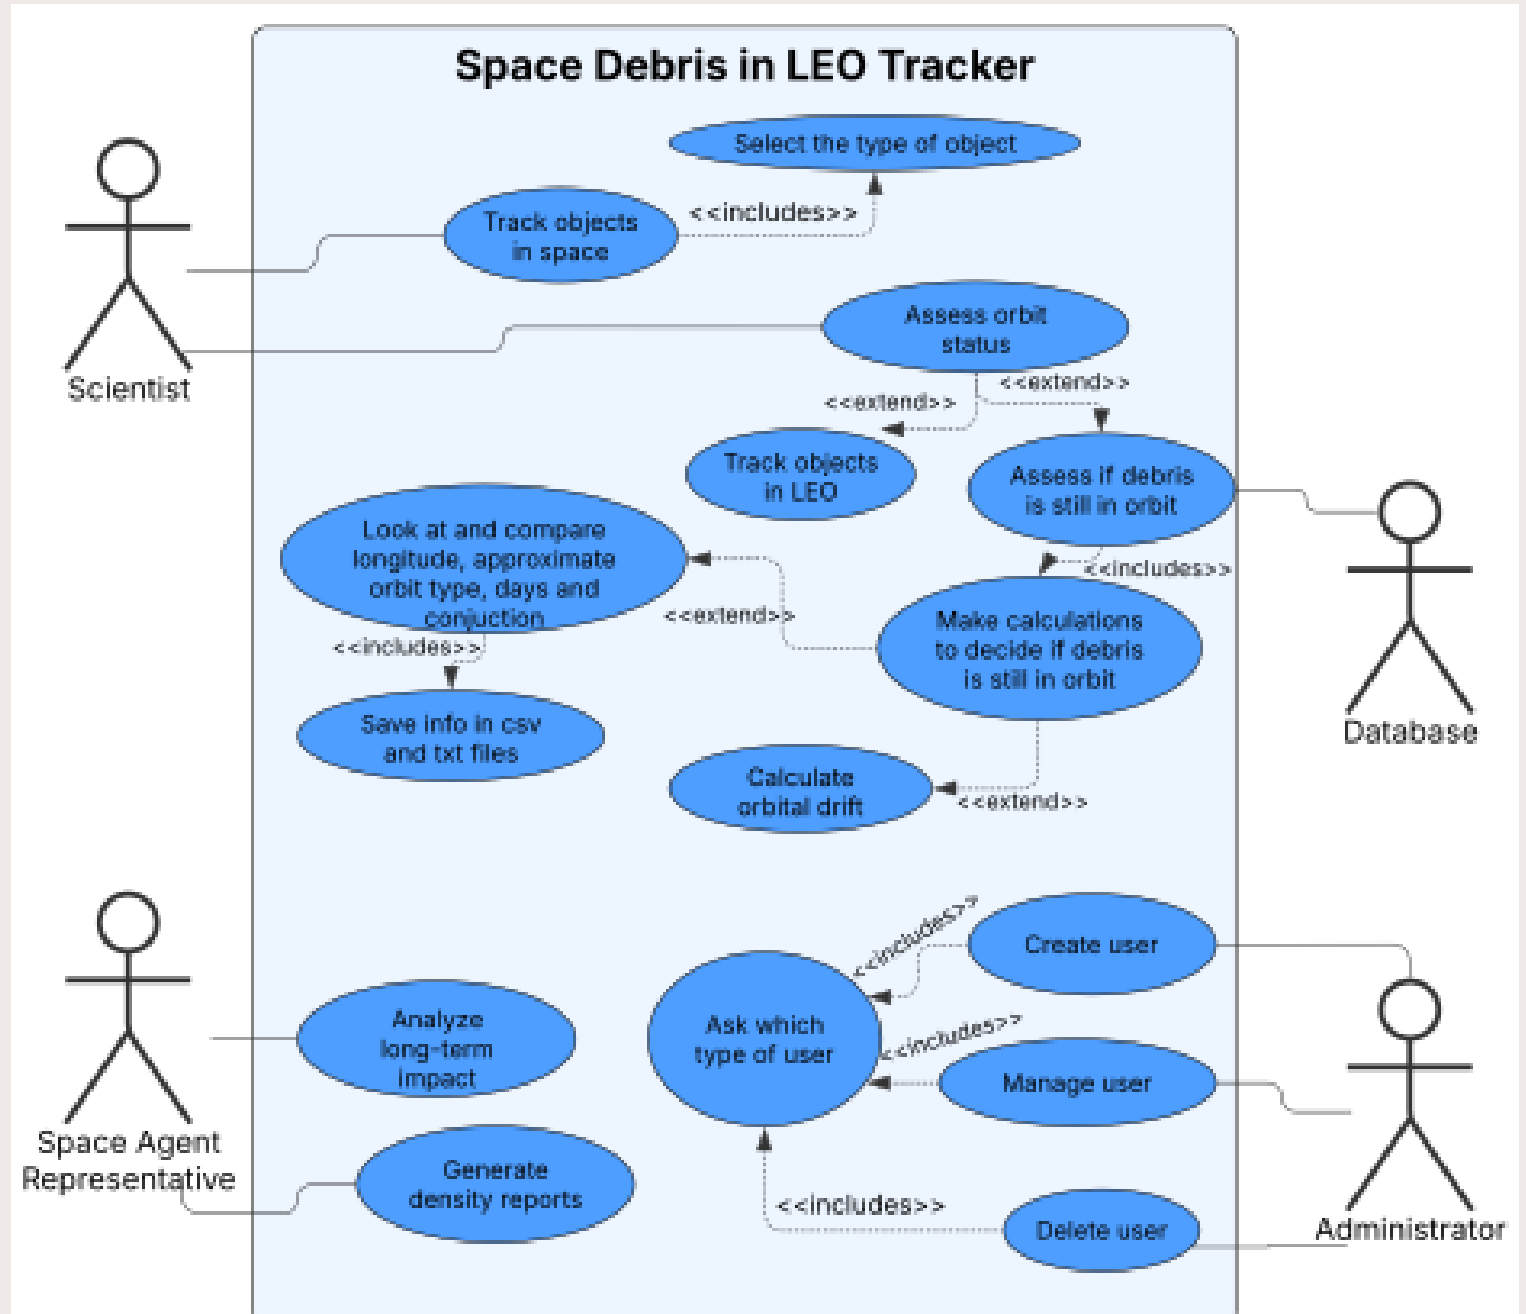 Space Debris in LEO Tracker
Select the type of object
<<includes>>
Track objects
in space
Scientist
Assess orbit
status
<<extend>>
<<extend>>
Track objects
in LEO
Assess if debris
is still in orbit
Look at and compare
longitude, approximate
orbit type, days and
conjuction
<<includes>>
<<extend>>
Make calculations
to decide if debris
is still in orbit
<<includes>>
Save info in csv
and txt files
Database
Calculate
orbital drift
<<extend>>
<<includes>>
Create user
Analyze
long-term
impact
Ask which
type of user
<<includes>>
Manage user
Space Agent
Representative
Generate
density reports
<<includes>>
Delete user
Administrator